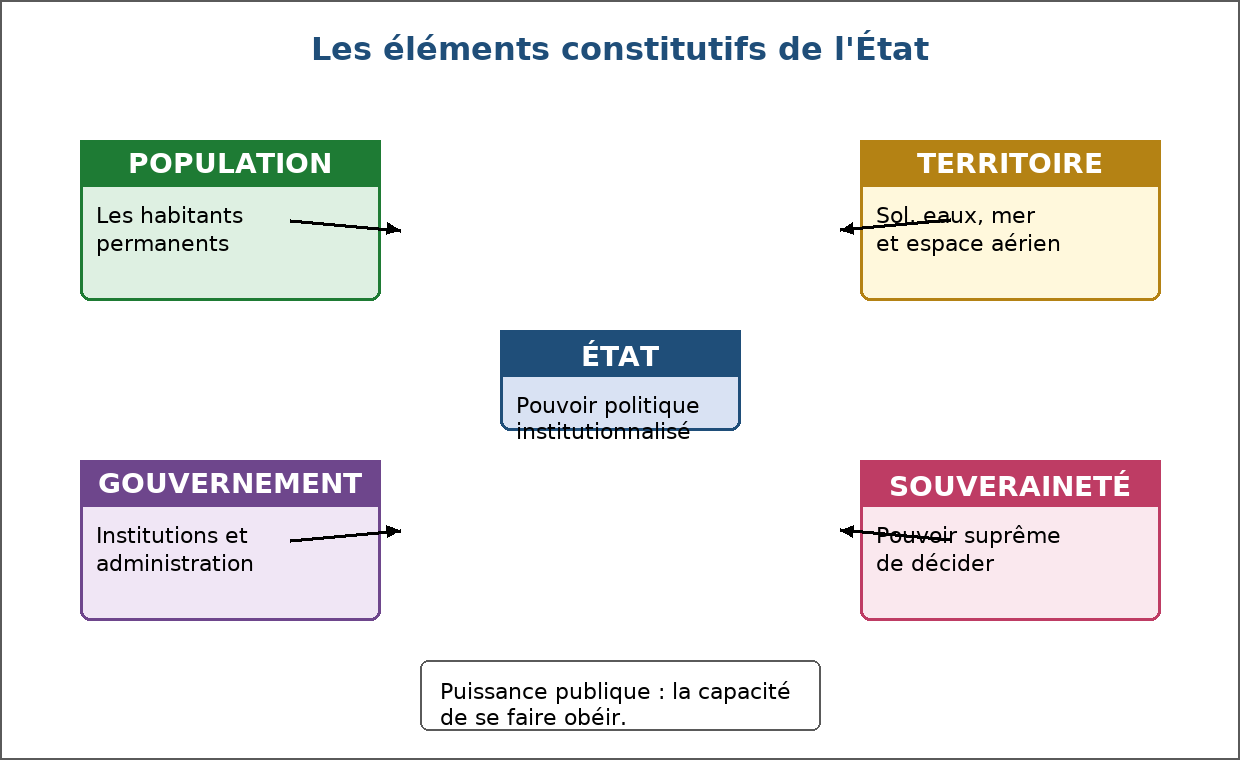 Les éléments constitutifs de l'État
POPULATION
Les habitants
permanents
TERRITOIRE
Sol, eaux, mer
et espace aérien
ÉTAT
Pouvoir politique
institutionnalisé
GOUVERNEMENT
Institutions et
administration
SOUVERAINETÉ
Pouvoir suprême
de décider
Puissance publique : la capacité
de se faire obéir.